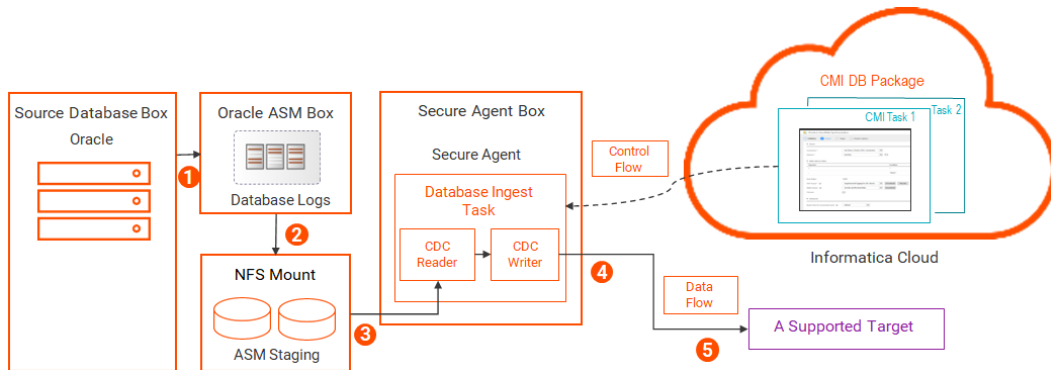 Source Database Box
Oracle
1
Oracle ASM Box
Database Logs
2
NFS Mount
ASM Staging
3
Secure Agent Box
Secure Agent
Database Ingest
Task
CDC
Reader
CDC
Writer
4
Control
Flow
Data
Flow
5
CMI DB Package
Task 2
CMI Task 1
Informatica Cloud
A Supported Target